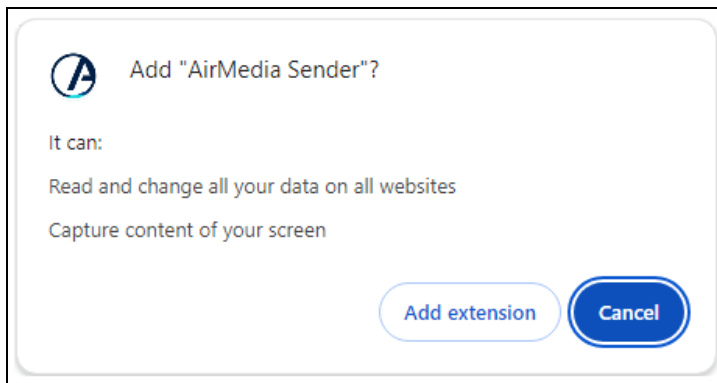 Add "AirMedia Sender"?
It can:
Read and change all your data on all websites
Capture content of your screen
Add extension
Cancel